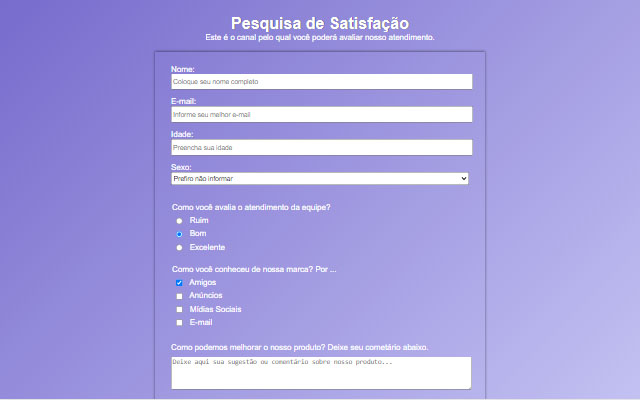 Pesquisa de Satisfação
Este é o canal pelo qual você poderá avaliar nosso atendimento.
Nome:
Coloque seu nome completo
E-mail:
Informe seu melhor e-mail
Idade:
Preencha sua idade
Sexo:
Prefiro não informar
Como você avalia o atendimento da equipe?
Ruim
Bom
Excelente
Como você conheceu de nossa marca? Por ...
Amigos
Anúncios
Mídias Sociais
E-mail
Como podemos melhorar o nosso produto? Deixe seu cometário abaixo.
Deixe aqui sua sugestão ou comentário sobre nosse produto...